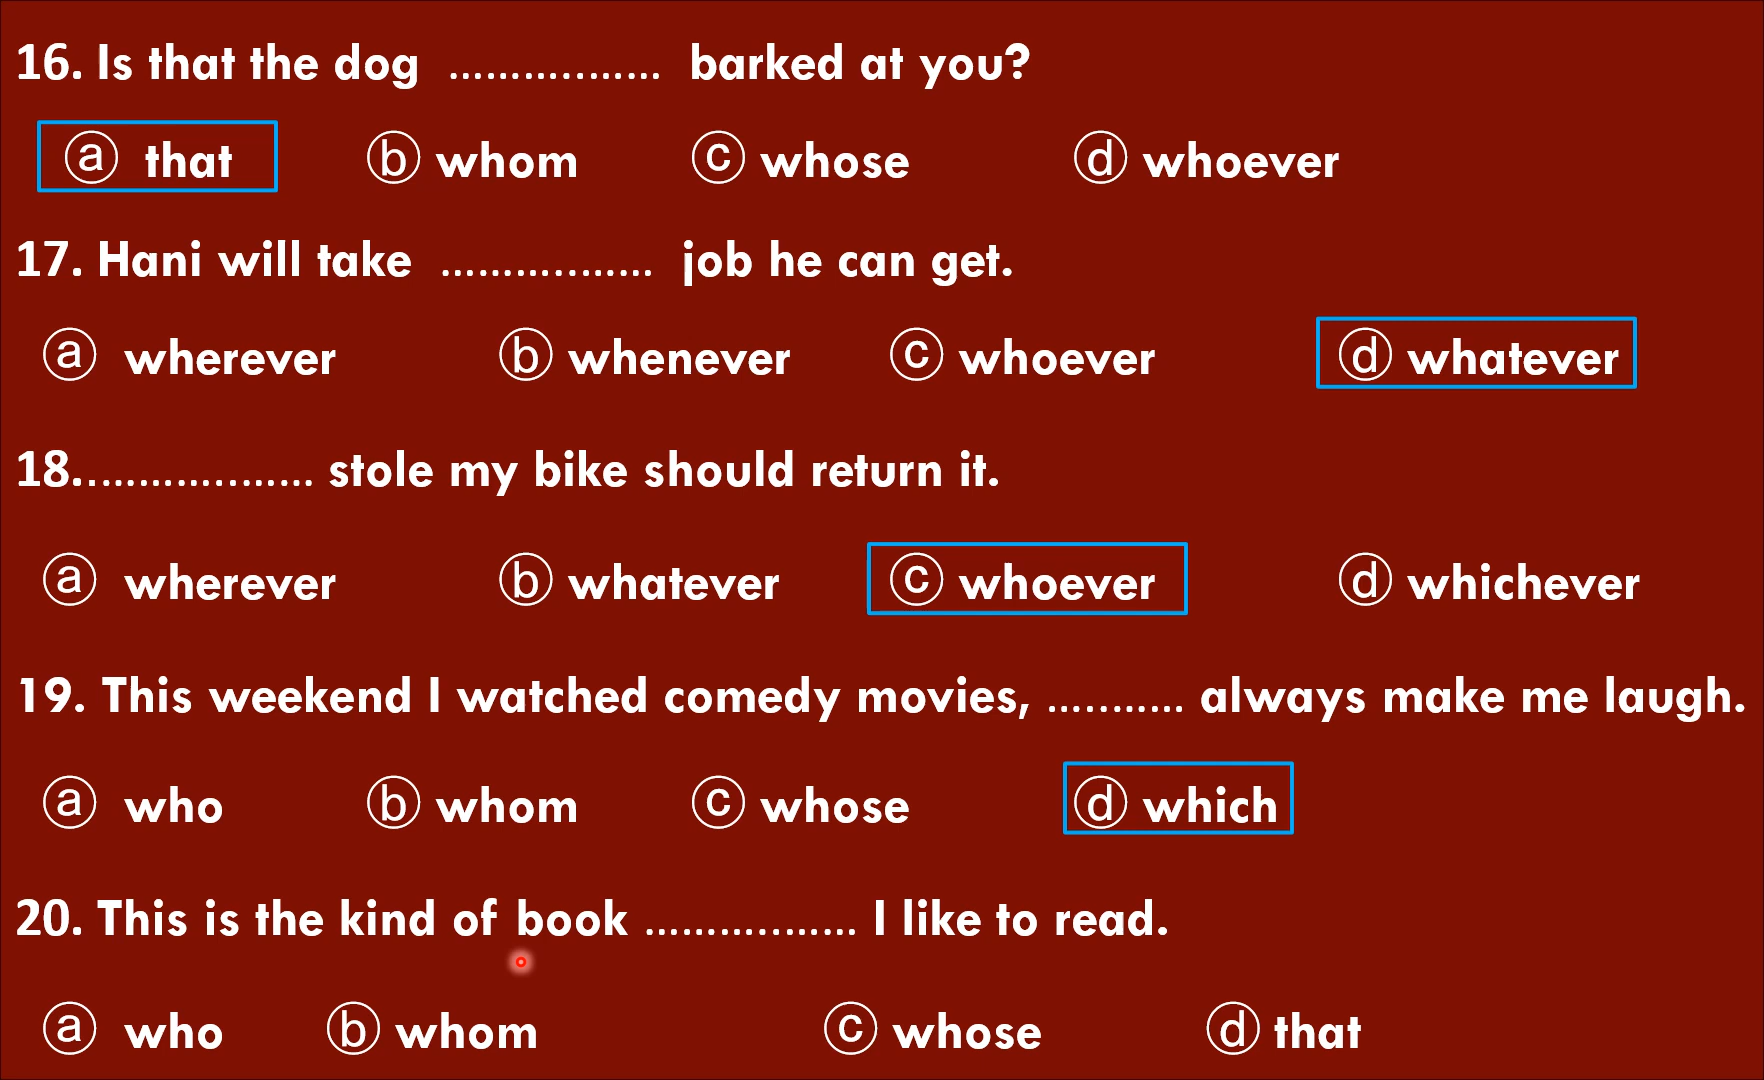 16. Is that the dog ................. barked at you?
ⓐ that ⓑ whom ⓒ whose ⓓ whoever
17. Hani will take ................. job he can get.
ⓐ wherever ⓑ whenever ⓒ whoever ⓓ whatever
18................... stole my bike should return it.
ⓐ wherever ⓑ whatever ⓒ whoever ⓓ whichever
19. This weekend I watched comedy movies, ........... always make me laugh.
ⓐ who ⓑ whom ⓒ whose ⓓ which
20. This is the kind of book ................. I like to read.
ⓐ who ⓑ whom ⓒ whose ⓓ that